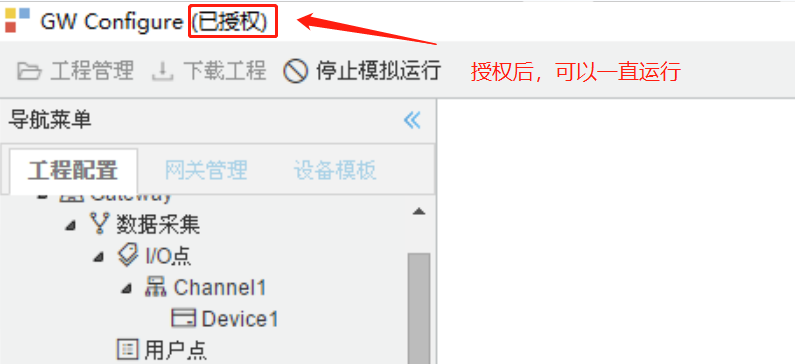 GW Configure (已授权)
工程管理 下载工程 停止模拟运行 授权后，可以一直运行
导航菜单
工程配置 网关管理 设备模板
Gateway
数据采集
I/O点
Channel1
Device1
用户点